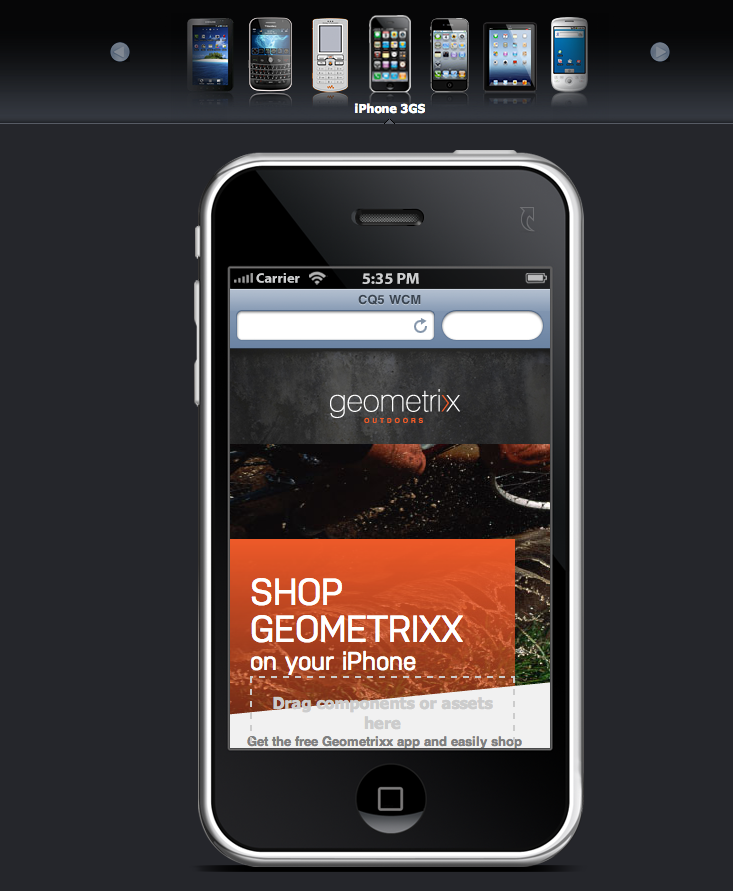 iPhone 3GS
Carrier 5:35 PM
CQ5 WCM
geometrixx
OUTDOORS
SHOP
GEOMETRIXX
on your iPhone
Drag components or assets
here
Get the free Geometrixx app and easily shop